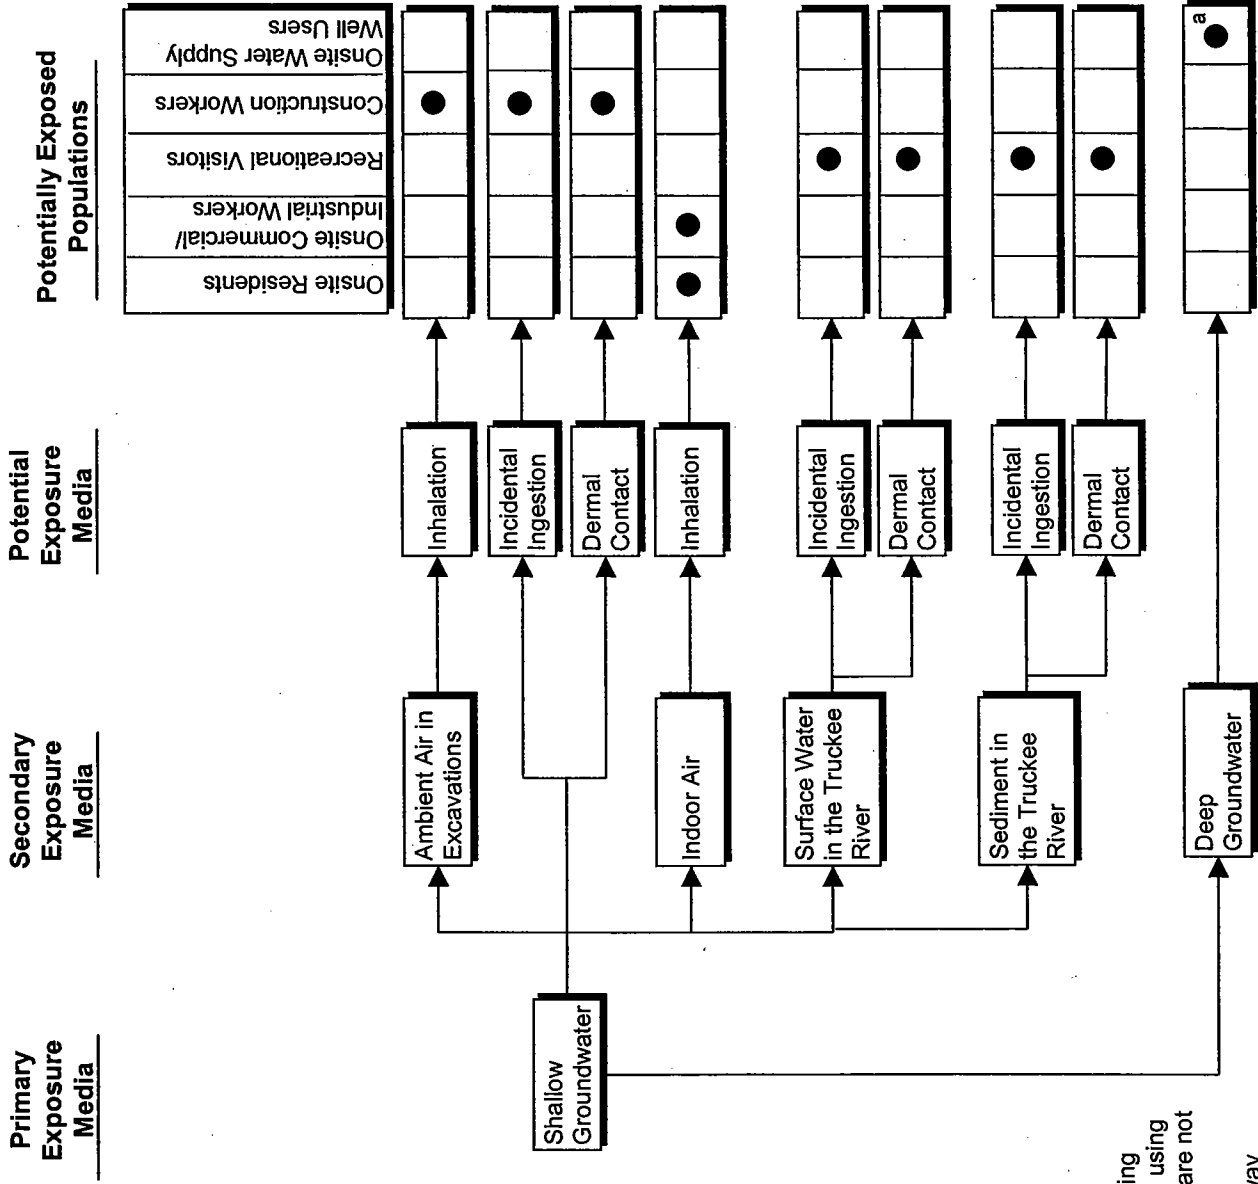 Primary
Exposure
Media
Secondary
Exposure
Media
Potential
Exposure
Media
Potentially Exposed
Populations
Onsite Residents
Onsite Commercial/
Industrial Workers
Recreational Visitors
Construction Workers
Onsite Water Supply
Well Users
Shallow
Groundwater
Ambient Air in
Excavations
Indoor Air
Surface Water
in the Truckee
River
Sediment in
the Truckee
River
Deep
Groundwater
Inhalation
Incidental
Ingestion
Dermal
Contact
Inhalation
Incidental
Ingestion
Dermal
Contact
Incidental
Ingestion
Dermal
Contact
a
using
are not